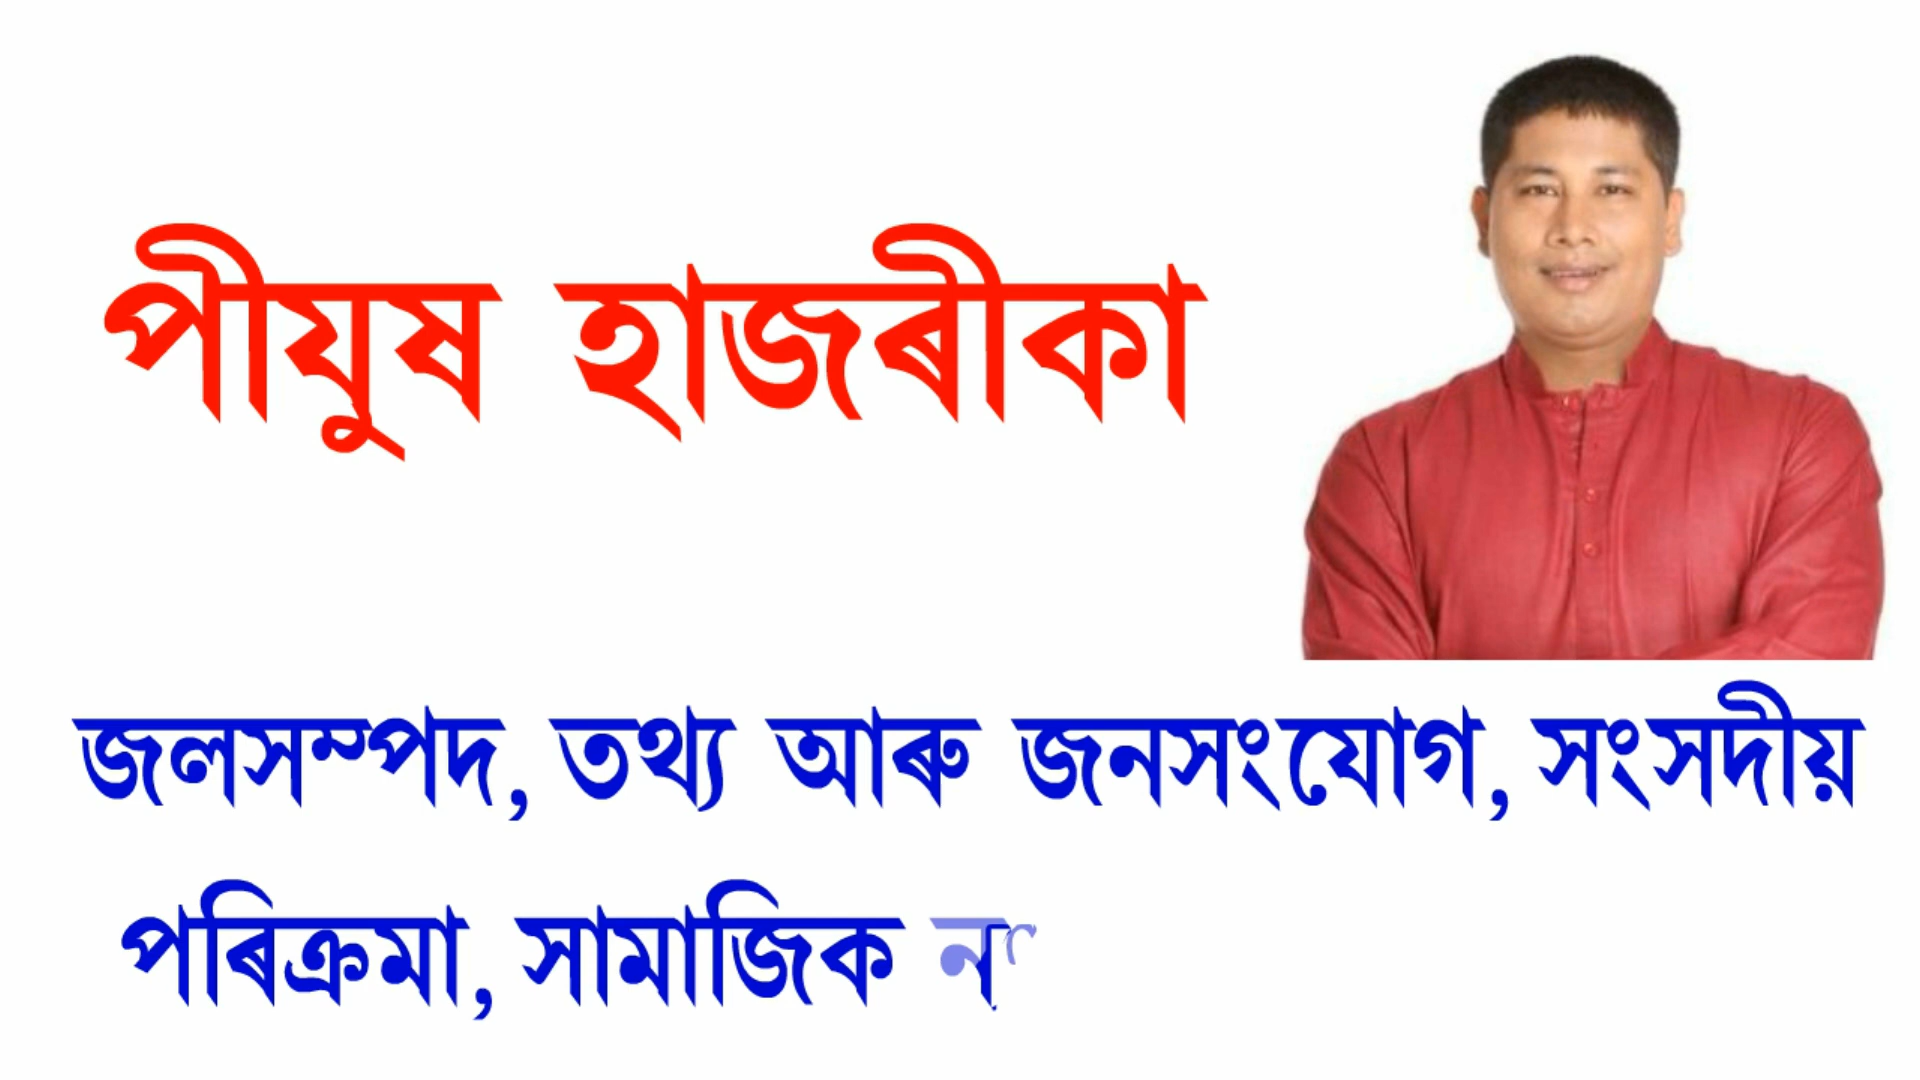 পীযুষ হাজৰীকা
জলসম্পদ, তথ্য আৰু জনসংযোগ, সংসদীয়
পৰিক্ৰমা, সামাজিক